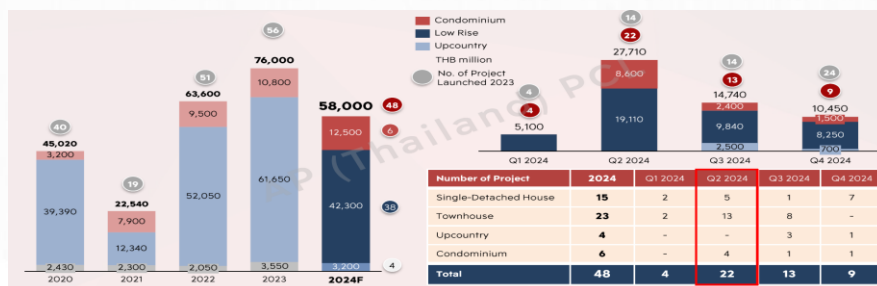 56
76,000
10,800
61,650
3,550
2023
51
63,600
9,500
52,050
2,050
2022
40
45,020
3,200
39,390
2,430
2020
19
22,540
7,900
12,340
2,300
2021
58,000
48
12,500
6
42,300
38
3,200
4
2024F
Condominium
Low Rise
Upcountry
THB million
No. of Project
Launched 2023
4
4
5,100
Q1 2024
14
22
27,710
8,600
19,110
Q2 2024
14
13
14,740
2,400
9,840
2,500
Q3 2024
24
9
10,450
1,500
8,250
700
Q4 2024
AP (Thailand) PCL
Number of Project 2024 Q1 2024 Q2 2024 Q3 2024 Q4 2024
Single-Detached House 15 2 5 1 7
Townhouse 23 2 13 8 -
Upcountry 4 - - 3 1
Condominium 6 - 4 1 1
Total 48 4 22 13 9